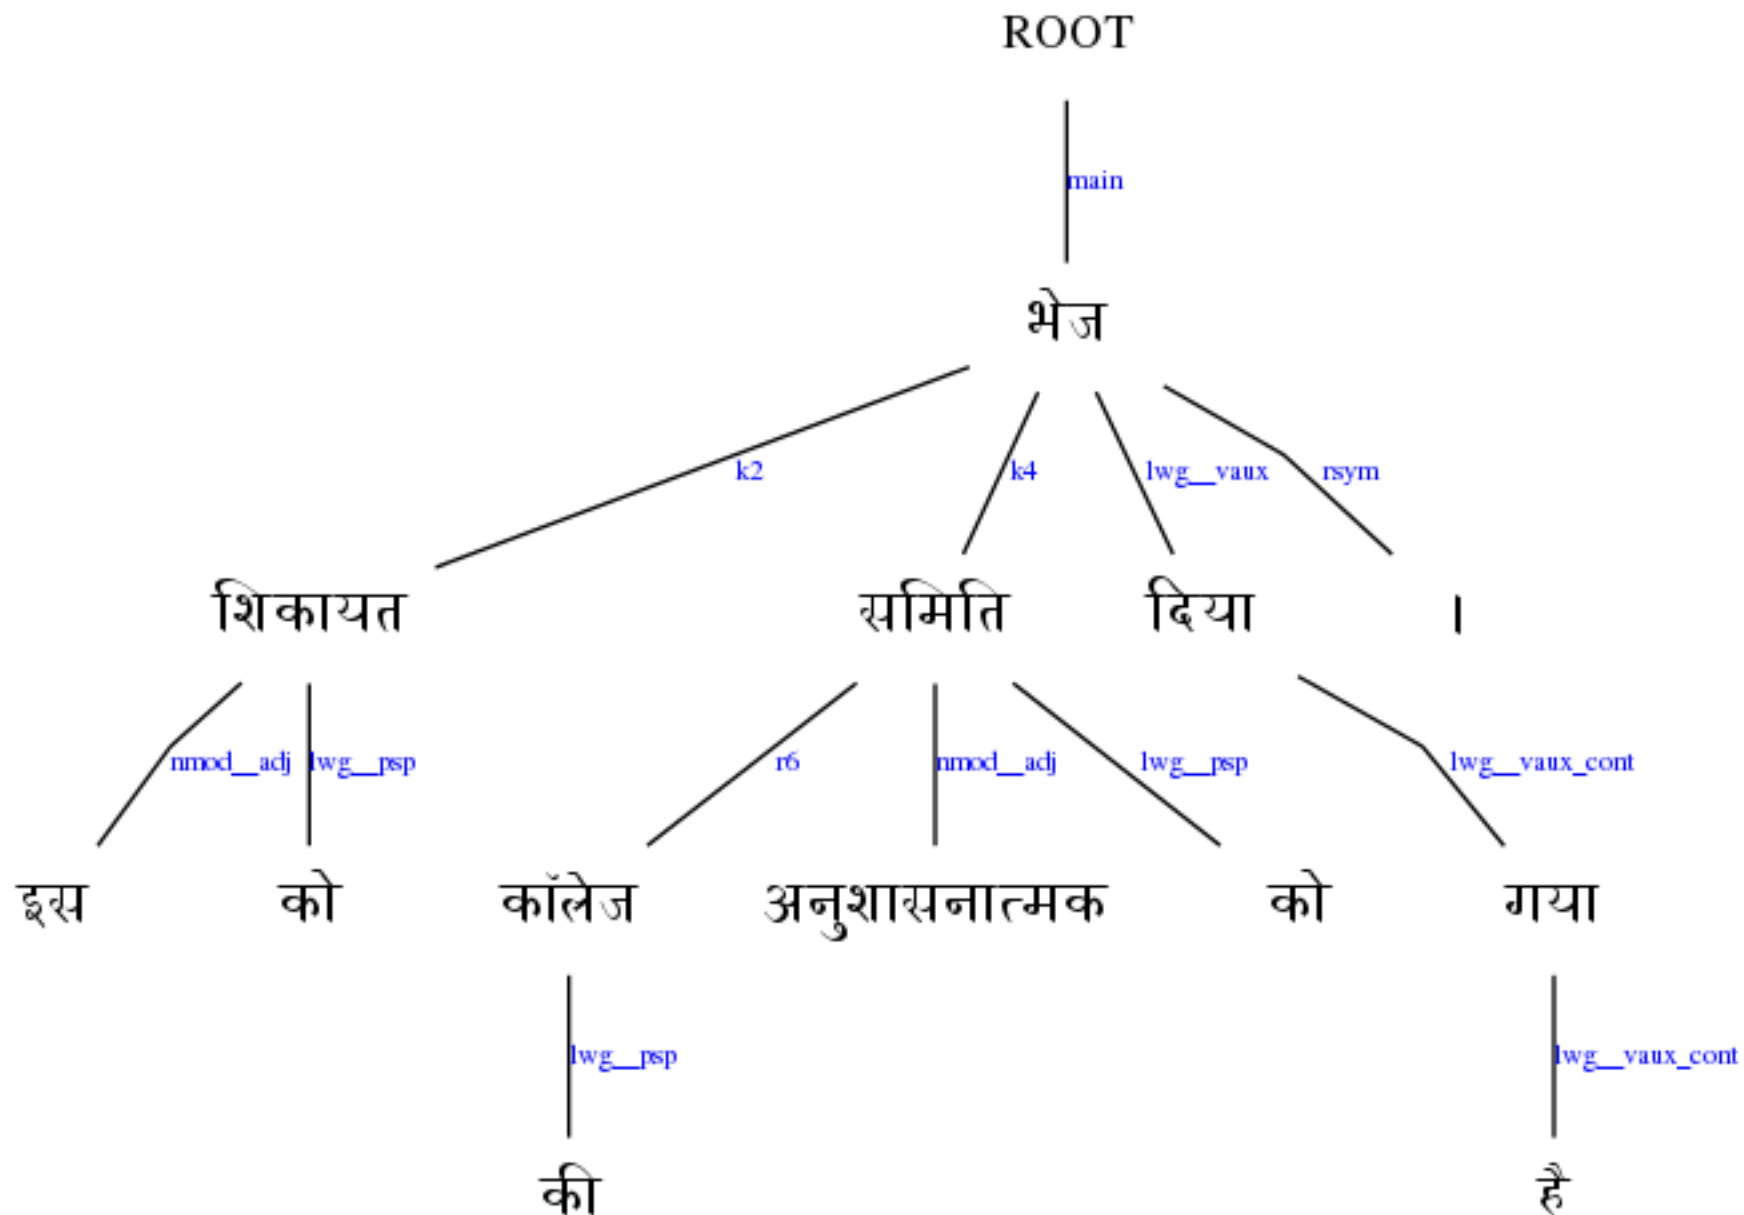 ROOT
main
भेज
k2 k4 lwg__vaux rsym
शिकायत समिति दिया ।
nmod__adj lwg__psp r6 nmod__adj lwg__psp lwg__vaux_cont
इस को कॉलेज अनुशासनात्मक को गया
lwg__psp lwg__vaux_cont
की है